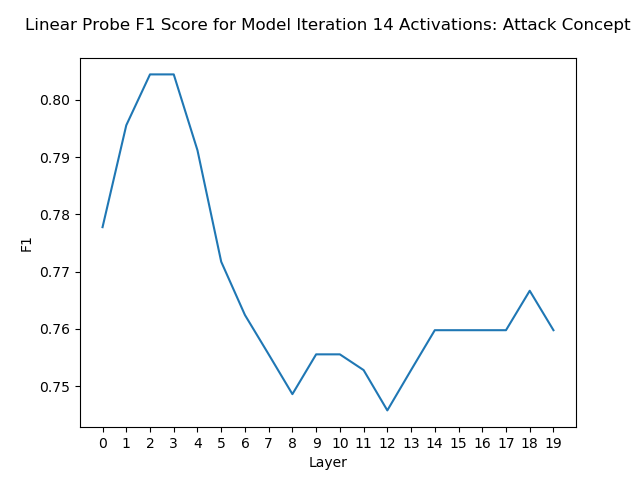 Linear Probe F1 Score for Model Iteration 14 Activations: Attack Concept
0.80
0.79
0.78
0.77
0.76
0.75
F1
0 1 2 3 4 5 6 7 8 9 10 11 12 13 14 15 16 17 18 19
Layer